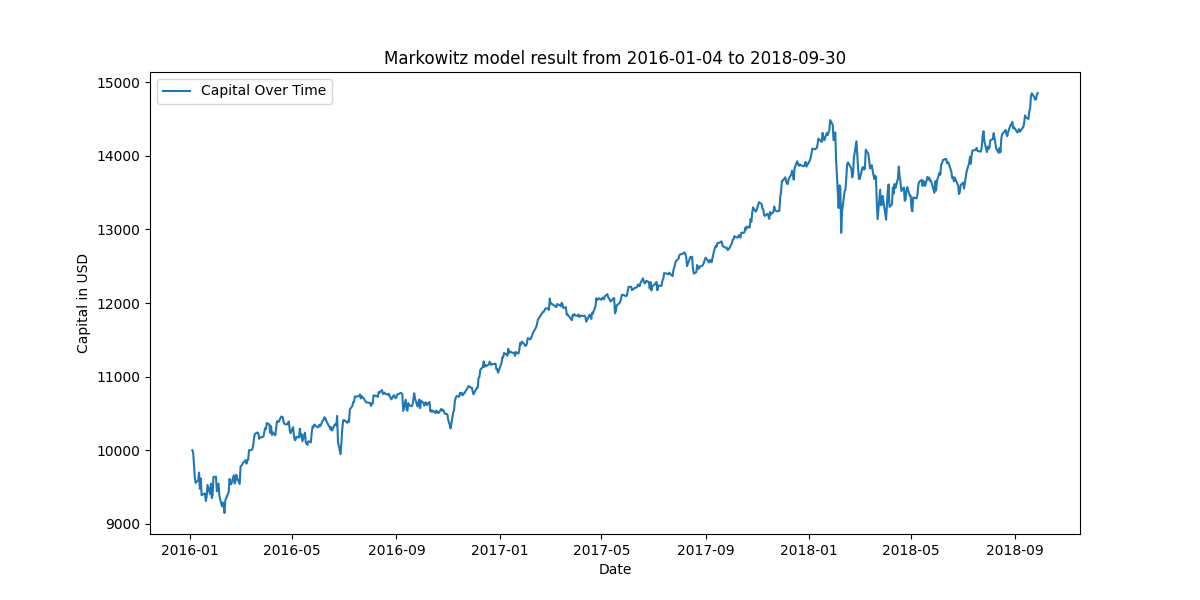 Markowitz model result from 2016-01-04 to 2018-09-30
Capital Over Time
15000
14000
13000
12000
11000
10000
9000
Capital in USD
2016-01 2016-05 2016-09 2017-01 2017-05 2017-09 2018-01 2018-05 2018-09
Date